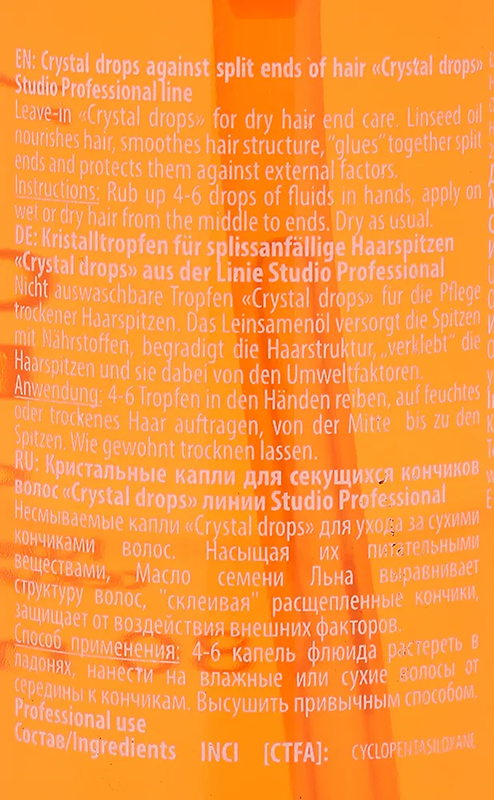 EN: Crystal drops against split ends of hair «Crystal drops»
Studio Professional line
Leave-in «Crystal drops» for dry hair end care. Linseed oil
nourishes hair, smoothes hair structure, "glues" together split
ends and protects them against external factors.
Instructions: Rub up 4-6 drops of fluids in hands, apply on
wet or dry hair from the middle to ends. Dry as usual.
DE: Kristalltropfen für splissanfällige Haarspitzen
«Crystal drops» aus der Linie Studio Professional
Nicht auswaschbare Tropfen «Crystal drops» für die Pflege
trockener Haarspitzen. Das Leinsamenöl versorgt die Spitzen
mit Nährstoffen, begradigt die Haarstruktur, „verklebt" die
Haarspitzen und sie dabei von den Umweltfaktoren.
Anwendung: 4-6 Tropfen in den Händen reiben, auf feuchtes
oder trockenes Haar auftragen, von der Mitte bis zu den
Spitzen. Wie gewohnt trocknen lassen.
RU: Кристальные капли для секущихся кончиков
волос «Crystal drops» линии Studio Professional
Несмываемые капли «Crystal drops» для ухода за сухими
кончиками волос. Насыщая их питательными
веществами, Масло семени Льна выравнивает
структуру волос, "склеивая" расщепленные кончики,
защищает от воздействия внешних факторов.
Способ применения: 4-6 капель флюида растереть в
ладонях, нанести на влажные или сухие волосы от
середины к кончикам. Высушить привычным способом.
Professional use
Состав/Ingredients INCI [CTFA]: CYCLOPENTASILOXANE